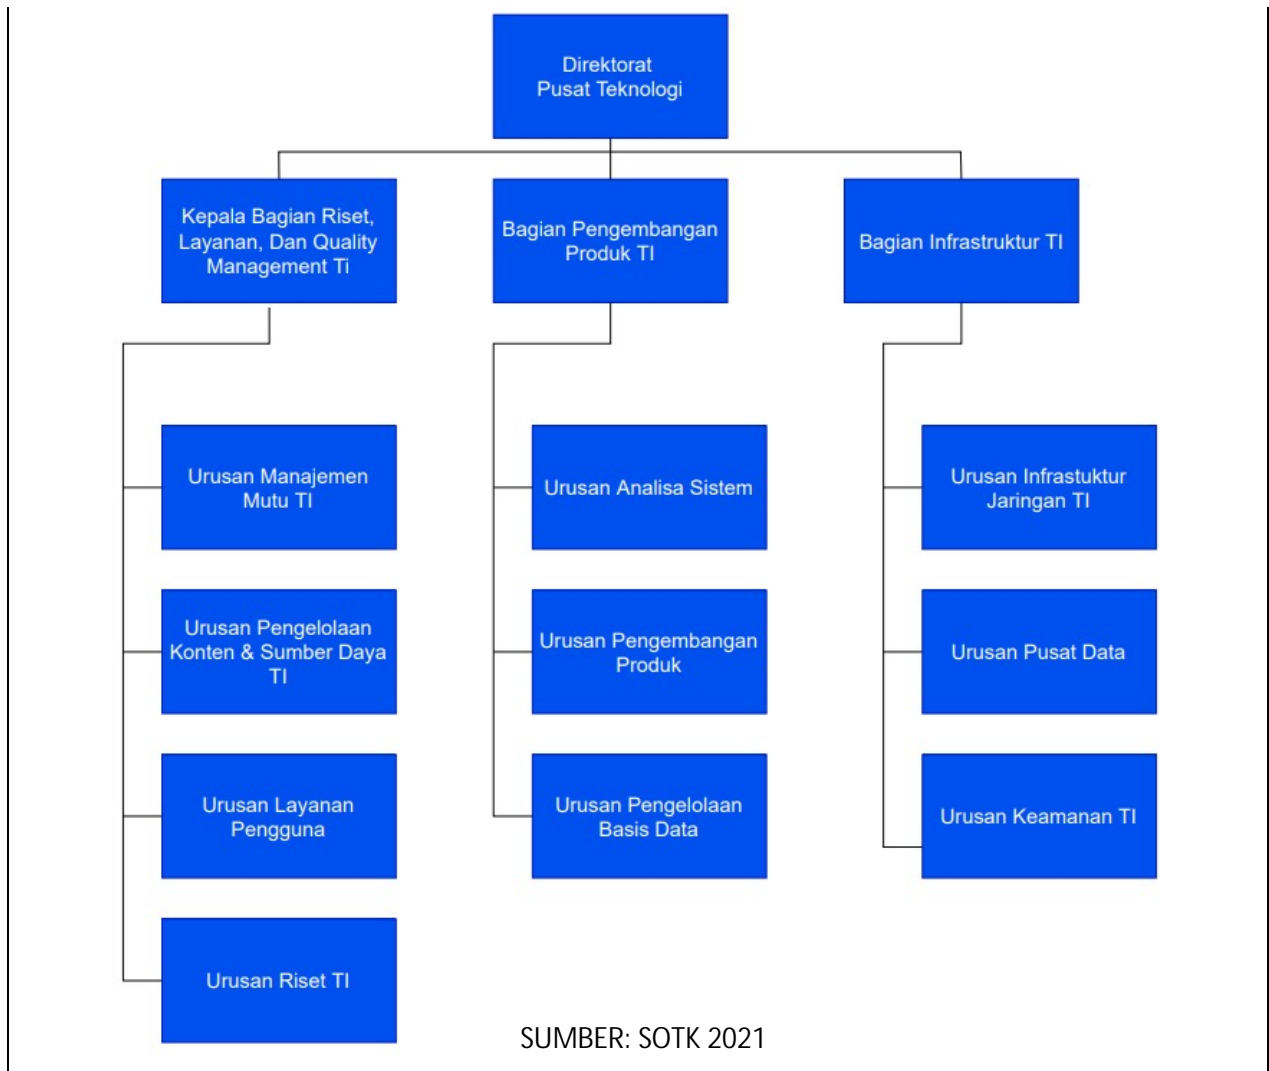 Direktorat
Pusat Teknologi
Kepala Bagian Riset,
Layanan, Dan Quality
Management Ti
Bagian Pengembangan
Produk TI
Bagian Infrastruktur TI
Urusan Manajemen
Mutu TI
Urusan Analisa Sistem
Urusan Infrastuktur
Jaringan TI
Urusan Pengelolaan
Konten & Sumber Daya
TI
Urusan Pengembangan
Produk
Urusan Pusat Data
Urusan Layanan
Pengguna
Urusan Pengelolaan
Basis Data
Urusan Keamanan TI
Urusan Riset TI
SUMBER: SOTK 2021